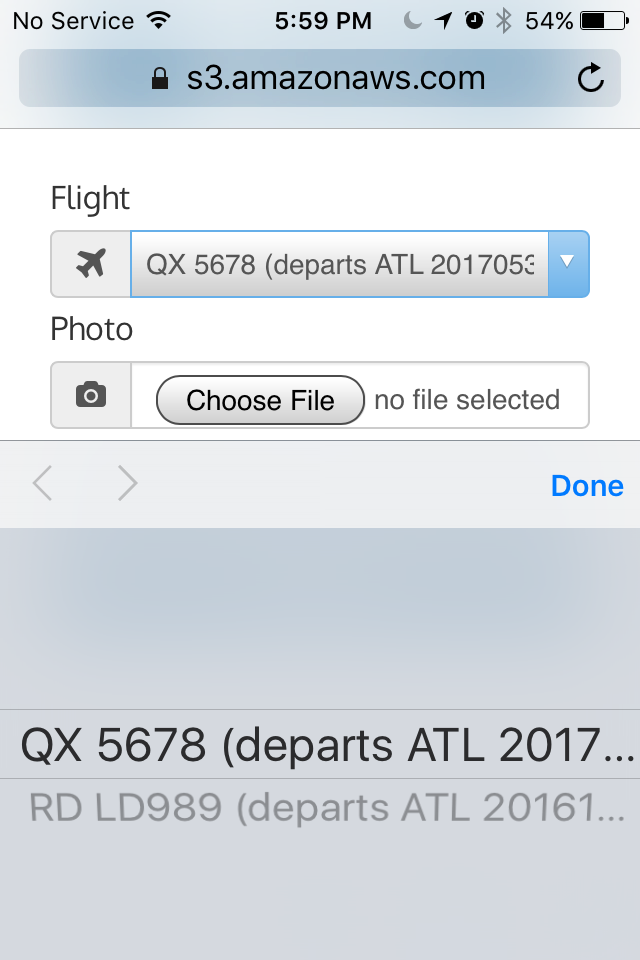 No Service 5:59 PM 54%
s3.amazonaws.com
Flight
QX 5678 (departs ATL 2017053
Photo
Choose File no file selected
Done
QX 5678 (departs ATL 2017...
RD LD989 (departs ATL 20161...